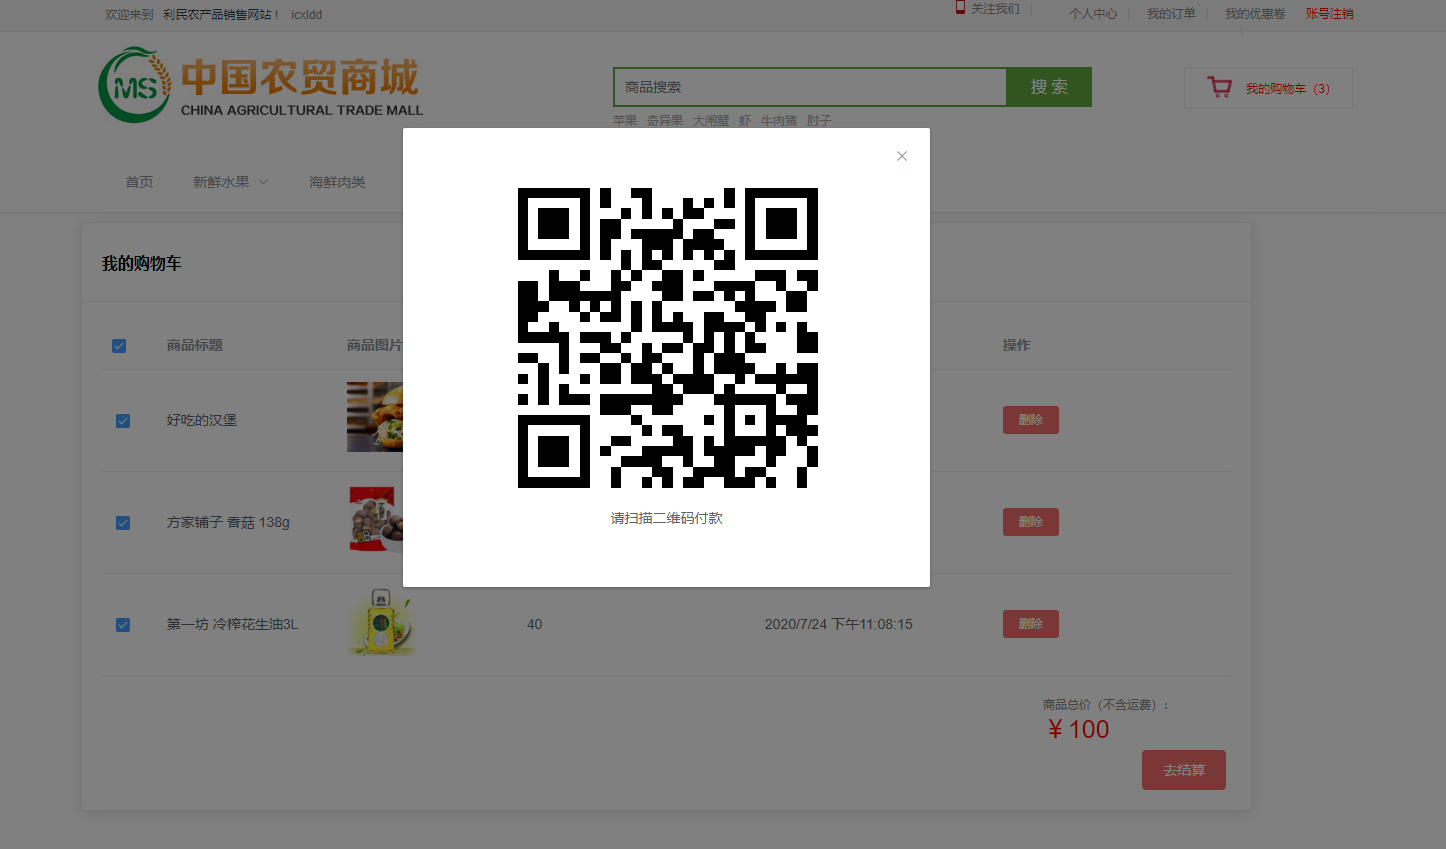 欢迎来到 利民农产品销售网站！ icxldd
关注我们 个人中心 我的订单 我的优惠卷 账号注销
MS 中国农贸商城
CHINA AGRICULTURAL TRADE MALL
商品搜索 搜 索
我的购物车（3）
苹果 奇异果 大闸蟹 虾 牛肉猪 肘子
首页 新鲜水果 海鲜肉类
我的购物车
商品标题 商品图片 操作
好吃的汉堡 删除
方家铺子 香菇 138g 删除
请扫描二维码付款
第一坊 冷榨花生油3L 40 2020/7/24 下午11:08:15 删除
商品总价（不含运费）:
￥100
去结算